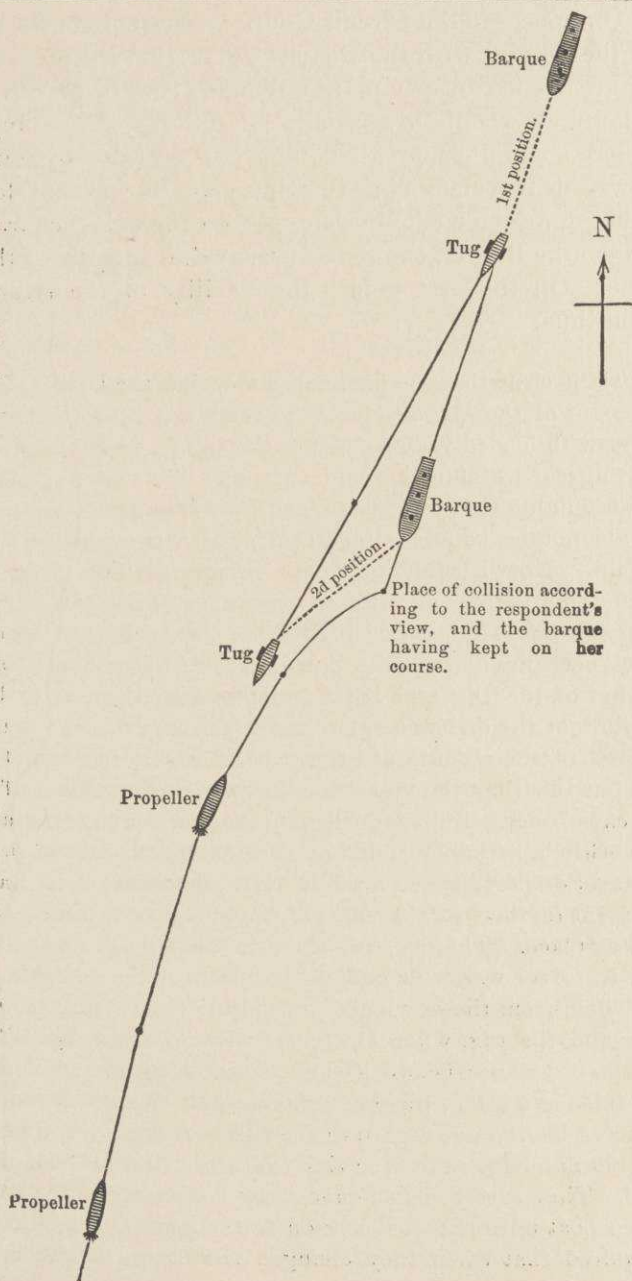 Barque
1st position.
N
Tug
Barque
2d position.
Place of collision accord-
ing to the respondent's
view, and the barque
having kept on her
course.
Tug
Propeller
Propeller